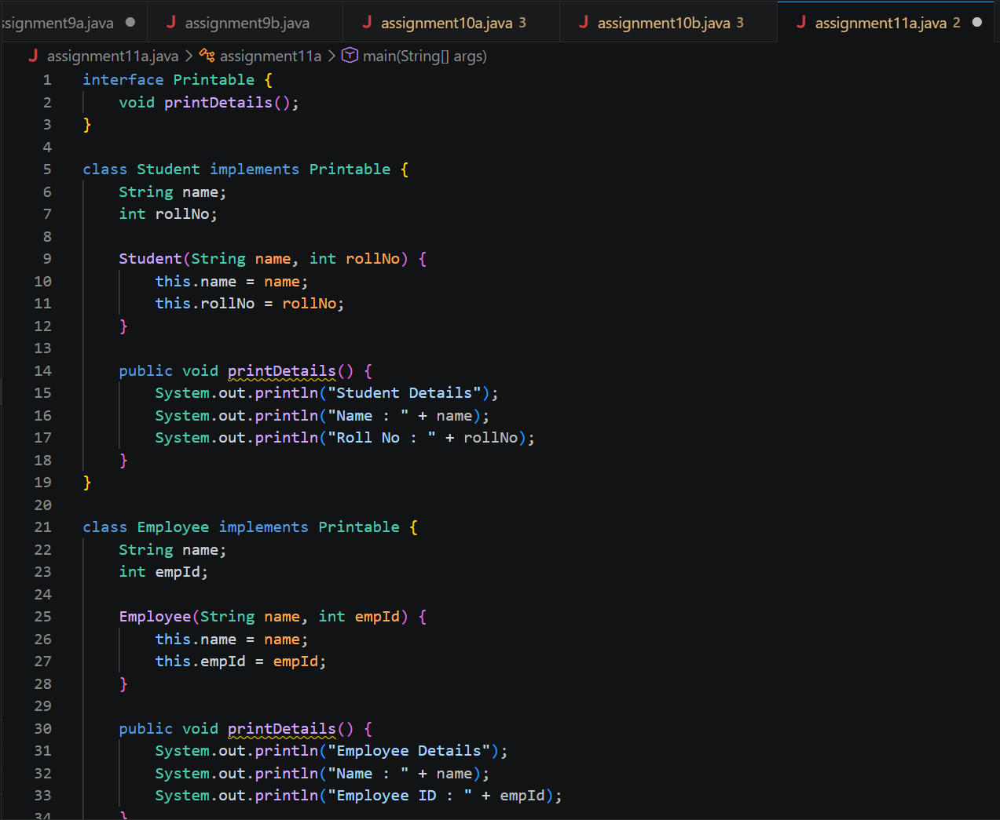 ssignment9a.java assignment9b.java assignment10a.java 3 assignment10b.java 3 assignment11a.java 2
assignment11a.java > assignment11a > main(String[] args)
1 interface Printable {
2     void printDetails();
3 }
4
5 class Student implements Printable {
6     String name;
7     int rollNo;
8
9     Student(String name, int rollNo) {
10         this.name = name;
11         this.rollNo = rollNo;
12     }
13
14     public void printDetails() {
15         System.out.println("Student Details");
16         System.out.println("Name : " + name);
17         System.out.println("Roll No : " + rollNo);
18     }
19 }
20
21 class Employee implements Printable {
22     String name;
23     int empId;
24
25     Employee(String name, int empId) {
26         this.name = name;
27         this.empId = empId;
28     }
29
30     public void printDetails() {
31         System.out.println("Employee Details");
32         System.out.println("Name : " + name);
33         System.out.println("Employee ID : " + empId);
34     }